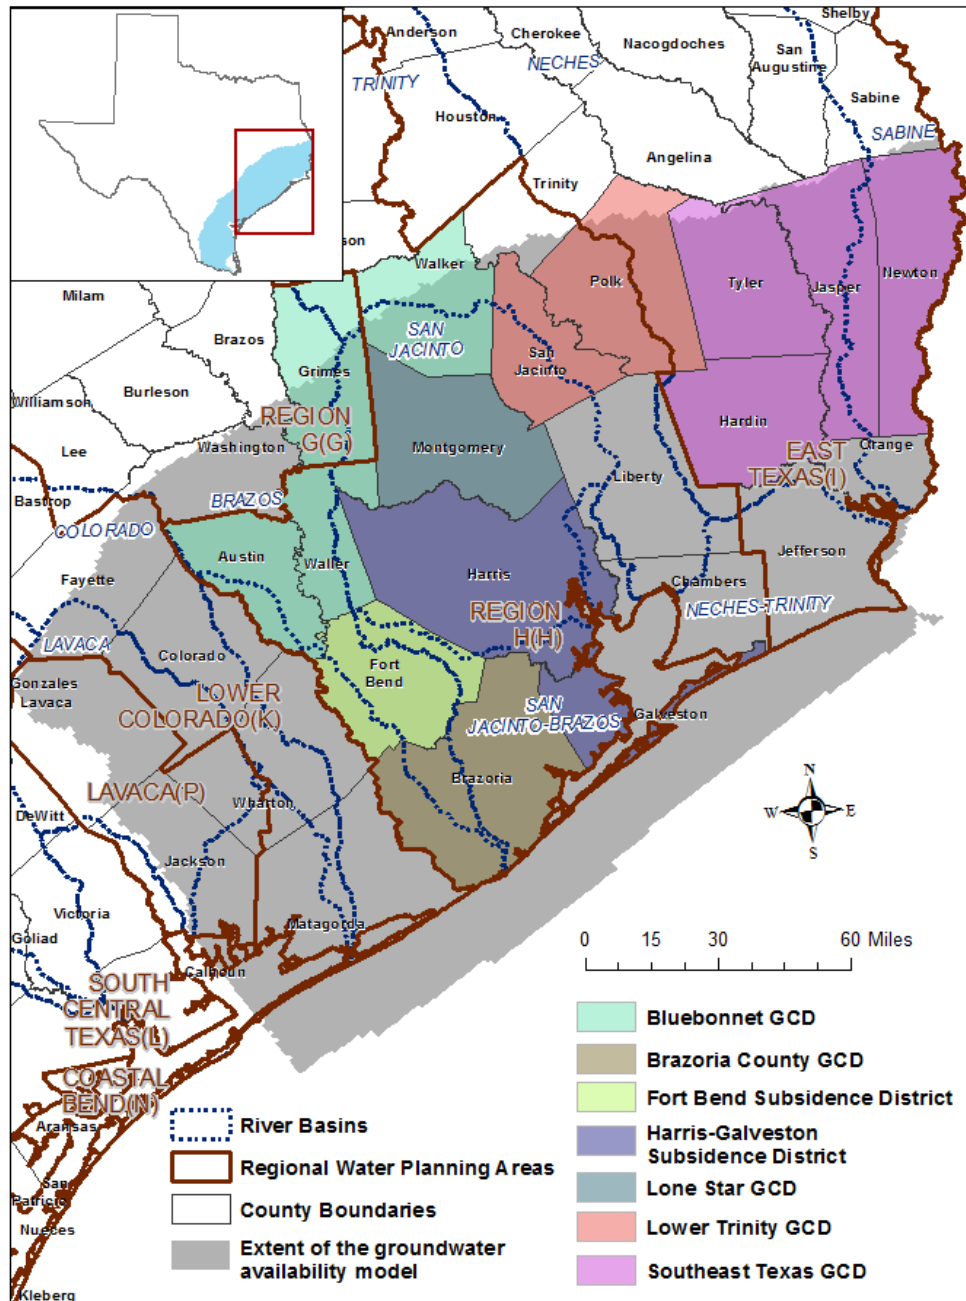 Shelby
Anderson
Cherokee
Nacogdoches
San
Augustine
NECHES
TRINITY
Sabine
Houston
SABINE
Angelina
Trinity
son
Walker
Polk
Tyler
Jasper
Newton
Milam
Brazos
SAN
JACINTO
San
Jacinto
Grimes
Burleson
Williamson
REGION
G(G)
Hardin
Washington
Montgomery
Orange
Lee
EAST
TEXAS(I)
Liberty
Bastrop
BRAZOS
COLORADO
Austin
Waller
Harris
Jefferson
Fayette
Chambers
REGION
H(H)
NECHES-TRINITY
LAVACA
Colorado
Fort
Bend
Gonzales
Lavaca
LOWER
COLORADO(K)
SAN
JACINTO-BRAZOS
Galveston
Brazoria
LAVACA(P)
Wharton
DeWitt
N
W
E
S
Jackson
Victoria
Matagorda
Goliad
Calhoun
0 15 30 60 Miles
SOUTH
CENTRAL
TEXAS(L)
COASTAL
BEND(N)
Aransas
San
Patricio
Nueces
Kleberg
River Basins
Regional Water Planning Areas
County Boundaries
Extent of the groundwater
availability model
Bluebonnet GCD
Brazoria County GCD
Fort Bend Subsidence District
Harris-Galveston
Subsidence District
Lone Star GCD
Lower Trinity GCD
Southeast Texas GCD